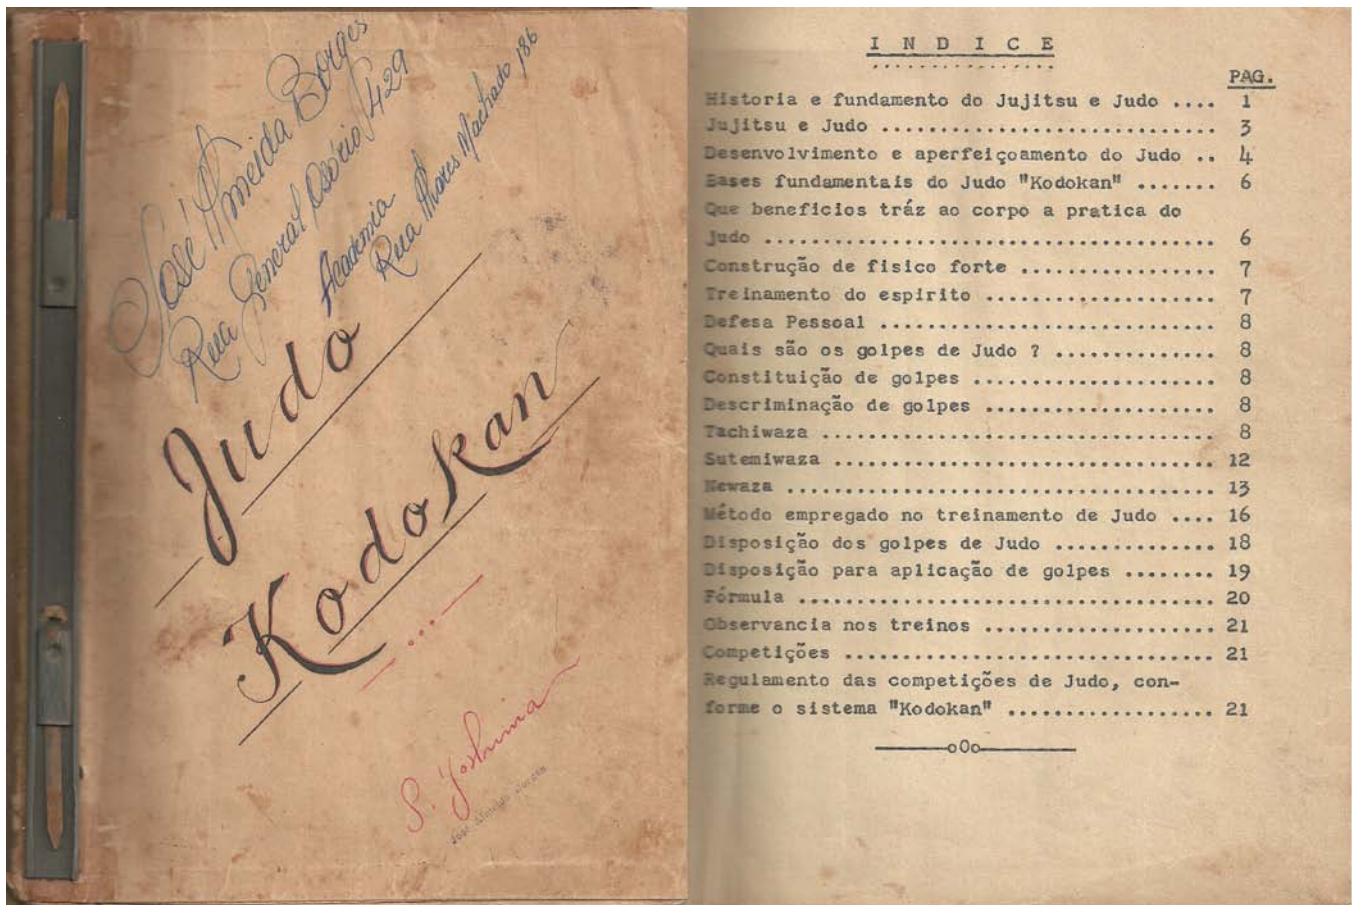 José Almeida Borges
Rua General Osório 1429
Academia
Rua Alvares Machado 186
Judo
Kodokan
S. Yoshima
José Almeida Borges
I N D I C E
PAG.
Historia e fundamento do Jujitsu e Judo .... 1
Jujitsu e Judo ............................. 3
Desenvolvimento e aperfeiçoamento do Judo .. 4
Bases fundamentais do Judo "Kodokan" ....... 6
Que beneficios tráz ao corpo a pratica do
Judo ....................................... 6
Construção de fisico forte ................. 7
Treinamento do espirito .................... 7
Defesa Pessoal ............................. 8
Quais são os golpes de Judo ? .............. 8
Constituição de golpes ..................... 8
Descriminação de golpes .................... 8
Tachiwaza .................................. 8
Sutemiwaza ................................. 12
Newaza ..................................... 13
Método empregado no treinamento de Judo .... 16
Disposição dos golpes de Judo .............. 18
Disposição para aplicação de golpes ........ 19
Fórmula .................................... 20
Observancia nos treinos .................... 21
Competições ................................ 21
Regulamento das competições de Judo, con-
forme o sistema "Kodokan" .................. 21
oOo